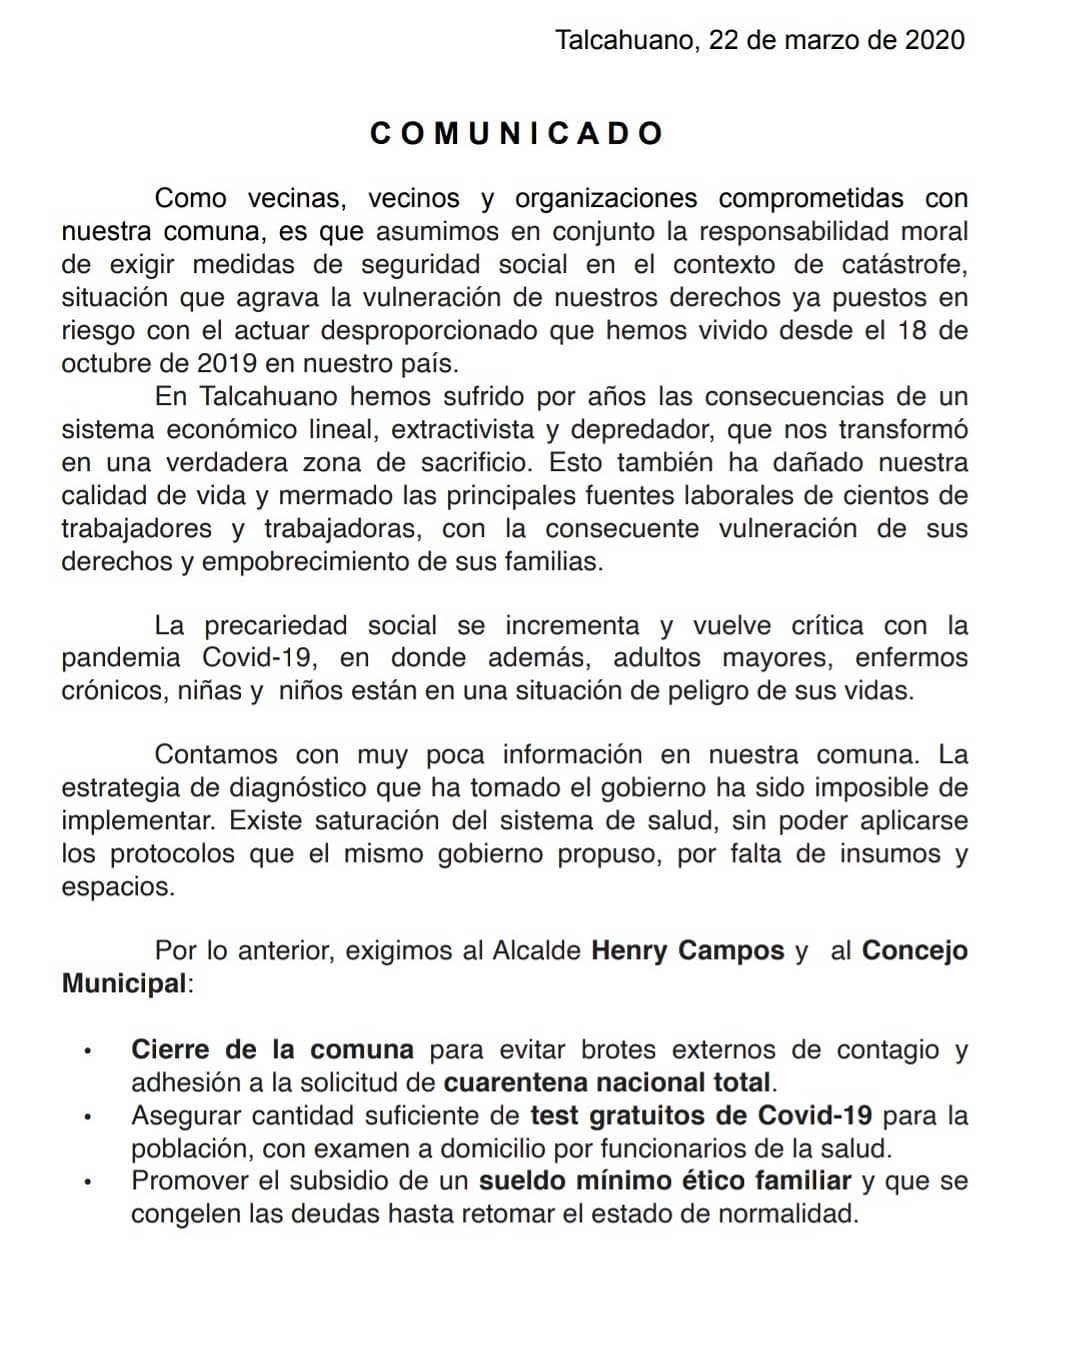 Talcahuano, 22 de marzo de 2020
COMUNICADO
Como vecinas, vecinos y organizaciones comprometidas con
nuestra comuna, es que asumimos en conjunto la responsabilidad moral
de exigir medidas de seguridad social en el contexto de catástrofe,
situación que agrava la vulneración de nuestros derechos ya puestos en
riesgo con el actuar desproporcionado que hemos vivido desde el 18 de
octubre de 2019 en nuestro país.
En Talcahuano hemos sufrido por años las consecuencias de un
sistema económico lineal, extractivista y depredador, que nos transformó
en una verdadera zona de sacrificio. Esto también ha dañado nuestra
calidad de vida y mermado las principales fuentes laborales de cientos de
trabajadores y trabajadoras, con la consecuente vulneración de sus
derechos y empobrecimiento de sus familias.
La precariedad social se incrementa y vuelve crítica con la
pandemia Covid-19, en donde además, adultos mayores, enfermos
crónicos, niñas y niños están en una situación de peligro de sus vidas.
Contamos con muy poca información en nuestra comuna. La
estrategia de diagnóstico que ha tomado el gobierno ha sido imposible de
implementar. Existe saturación del sistema de salud, sin poder aplicarse
los protocolos que el mismo gobierno propuso, por falta de insumos y
espacios.
Por lo anterior, exigimos al Alcalde Henry Campos y al Concejo
Municipal:
• Cierre de la comuna para evitar brotes externos de contagio y
adhesión a la solicitud de cuarentena nacional total.
• Asegurar cantidad suficiente de test gratuitos de Covid-19 para la
población, con examen a domicilio por funcionarios de la salud.
• Promover el subsidio de un sueldo mínimo ético familiar y que se
congelen las deudas hasta retomar el estado de normalidad.